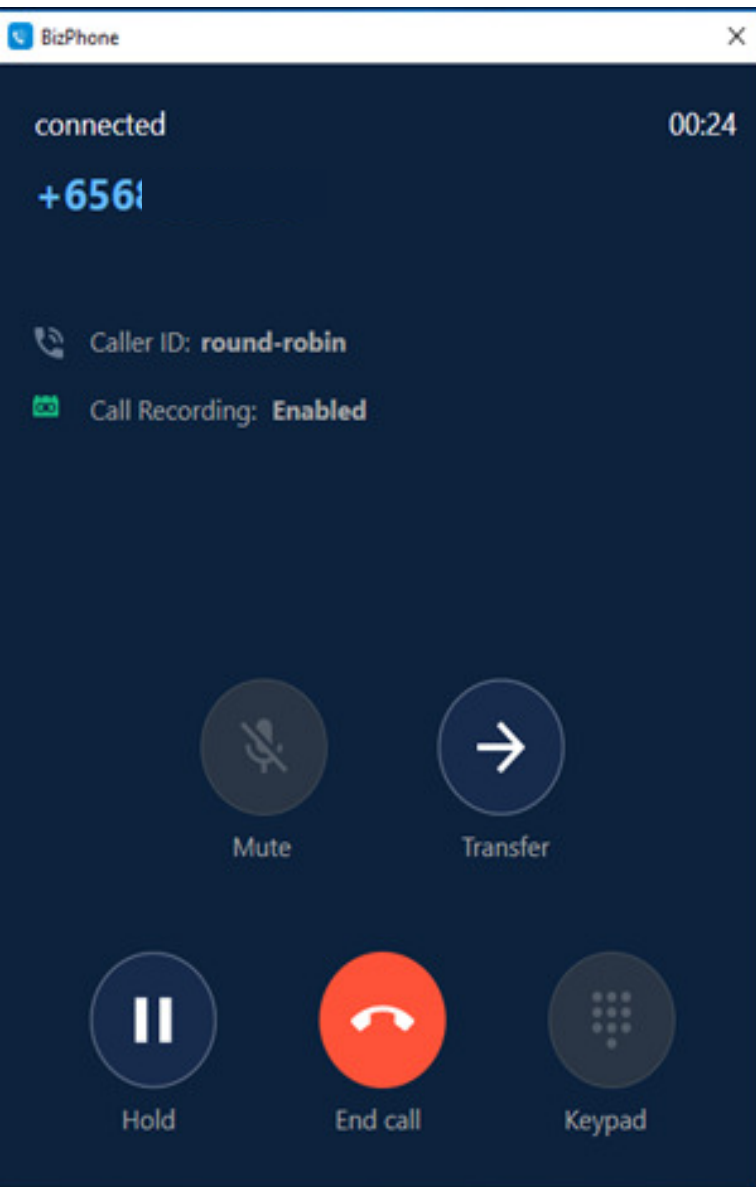 BizPhone
connected 00:24
+656
Caller ID: round-robin
Call Recording: Enabled
Mute Transfer
Hold End call Keypad